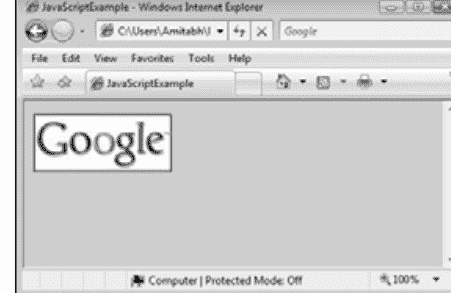 JavaScriptExample - Windows Internet Explorer
C:\Users\Amitabh\J
Google
File Edit View Favorites Tools Help
JavaScriptExample
Google
Computer | Protected Mode: Off
100%